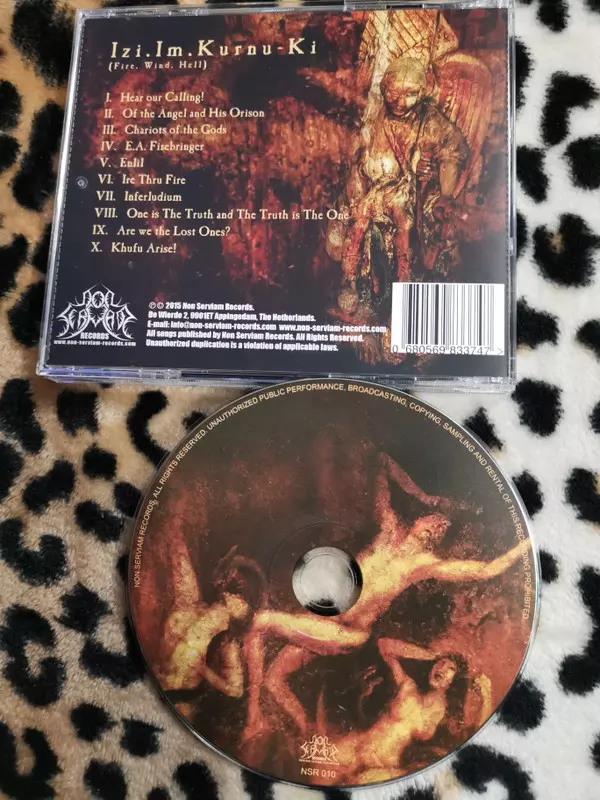 Izi.Im.Kurnu-Ki
(Fire. Wind. Hell)
I. Hear our Calling!
II. Of the Angel and His Orison
III. Chariots of the Gods
IV. E.A. Firebringer
V. Enlil
VI. Ire Thru Fire
VII. Inferludium
VIII. One is The Truth and The Truth is The One
IX. Are we the Lost Ones?
X. Khufu Arise!
NON
SERVIAM
RECORDS
www.non-serviam-records.com
℗ © 2015 Non Serviam Records.
De Wierde 2, 9901ET Appingedam, The Netherlands.
E-mail: info@non-serviam-records.com www.non-serviam-records.com
All songs published by Non Serviam Records. All Rights Reserved.
Unauthorized duplication is a violation of applicable laws.
0 680569 833747 >
NON SERVIAM RECORDS. ALL RIGHTS RESERVED. UNAUTHORIZED PUBLIC PERFORMANCE, BROADCASTING, COPYING, SAMPLING AND RENTAL OF THIS RECORDING PROHIBITED.
NON
SERVIAM
RECORDS
NSR 010